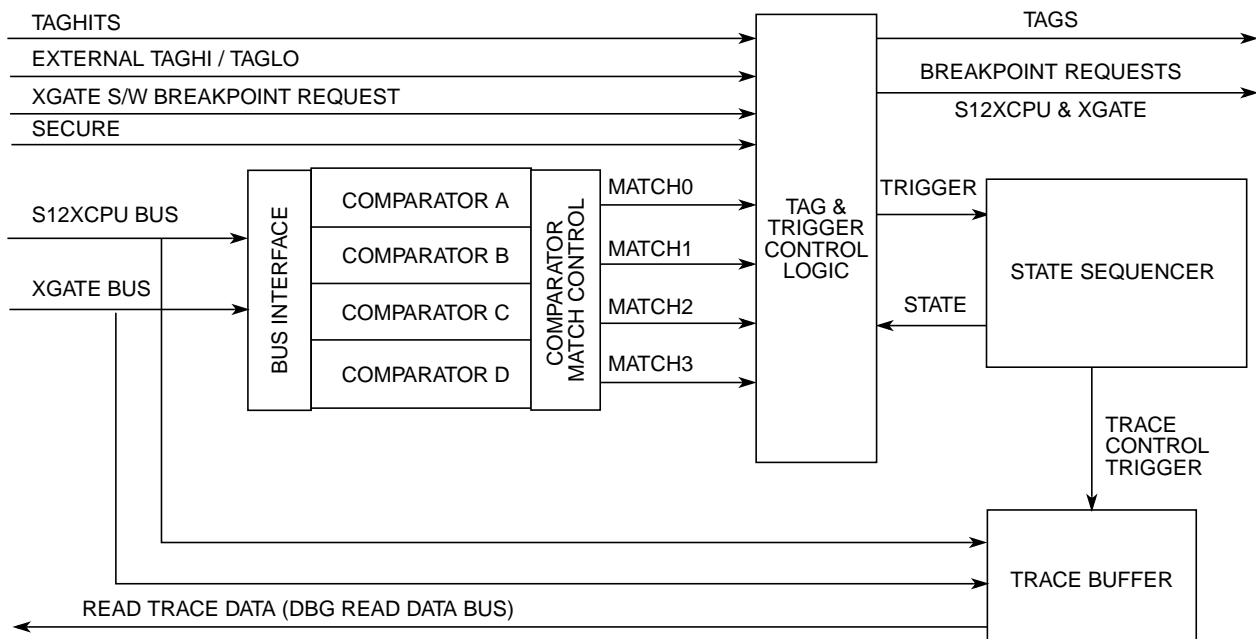 TAGHITS
TAGS
EXTERNAL TAGHI / TAGLO
BREAKPOINT REQUESTS
XGATE S/W BREAKPOINT REQUEST
S12XCPU & XGATE
SECURE
S12XCPU BUS
XGATE BUS
BUS INTERFACE
COMPARATOR A
COMPARATOR B
COMPARATOR C
COMPARATOR D
COMPARATOR
MATCH CONTROL
MATCH0
MATCH1
MATCH2
MATCH3
TAG &
TRIGGER
CONTROL
LOGIC
TRIGGER
STATE
STATE SEQUENCER
TRACE
CONTROL
TRIGGER
TRACE BUFFER
READ TRACE DATA (DBG READ DATA BUS)